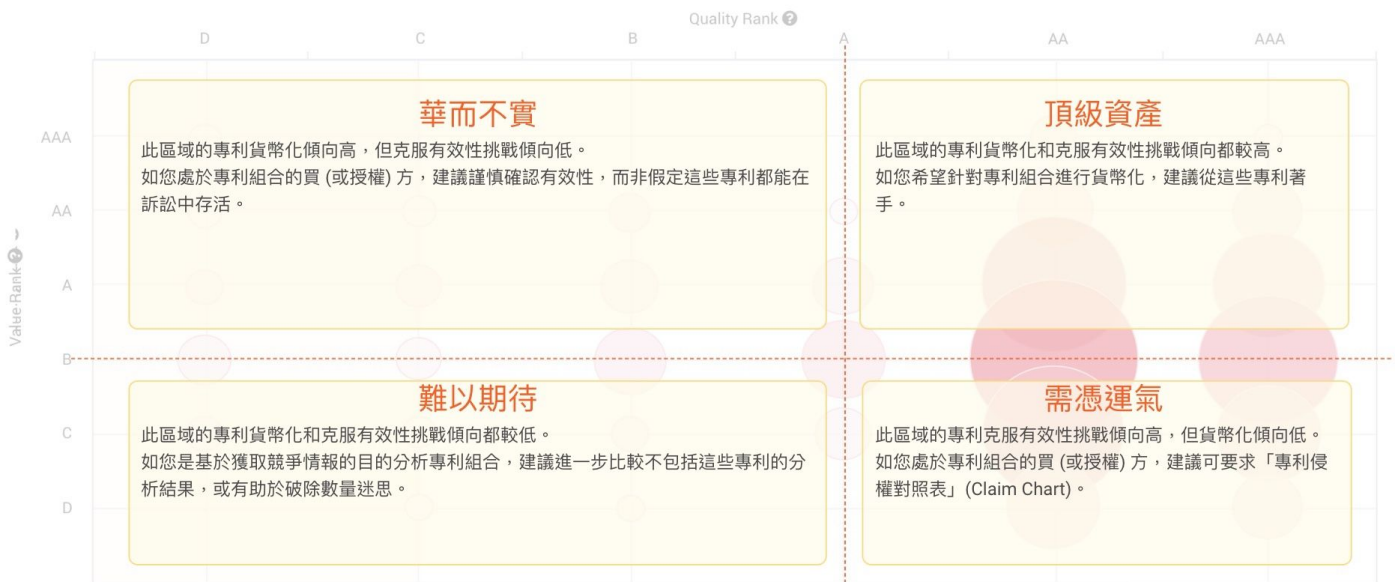 Quality Rank ?
D C B A AA AAA
華而不實
此區域的專利貨幣化傾向高，但克服有效性挑戰傾向低。
如您處於專利組合的買 (或授權) 方，建議謹慎確認有效性，而非假定這些專利都能在
訴訟中存活。
頂級資產
此區域的專利貨幣化和克服有效性挑戰傾向都較高。
如您希望針對專利組合進行貨幣化，建議從這些專利著
手。
AAA
AA
A
B
C
D
Value Rank ?
難以期待
此區域的專利貨幣化和克服有效性挑戰傾向都較低。
如您是基於獲取競爭情報的目的分析專利組合，建議進一步比較不包括這些專利的分
析結果，或有助於破除數量迷思。
需憑運氣
此區域的專利克服有效性挑戰傾向高，但貨幣化傾向低。
如您處於專利組合的買 (或授權) 方，建議可要求「專利侵
權對照表」(Claim Chart)。